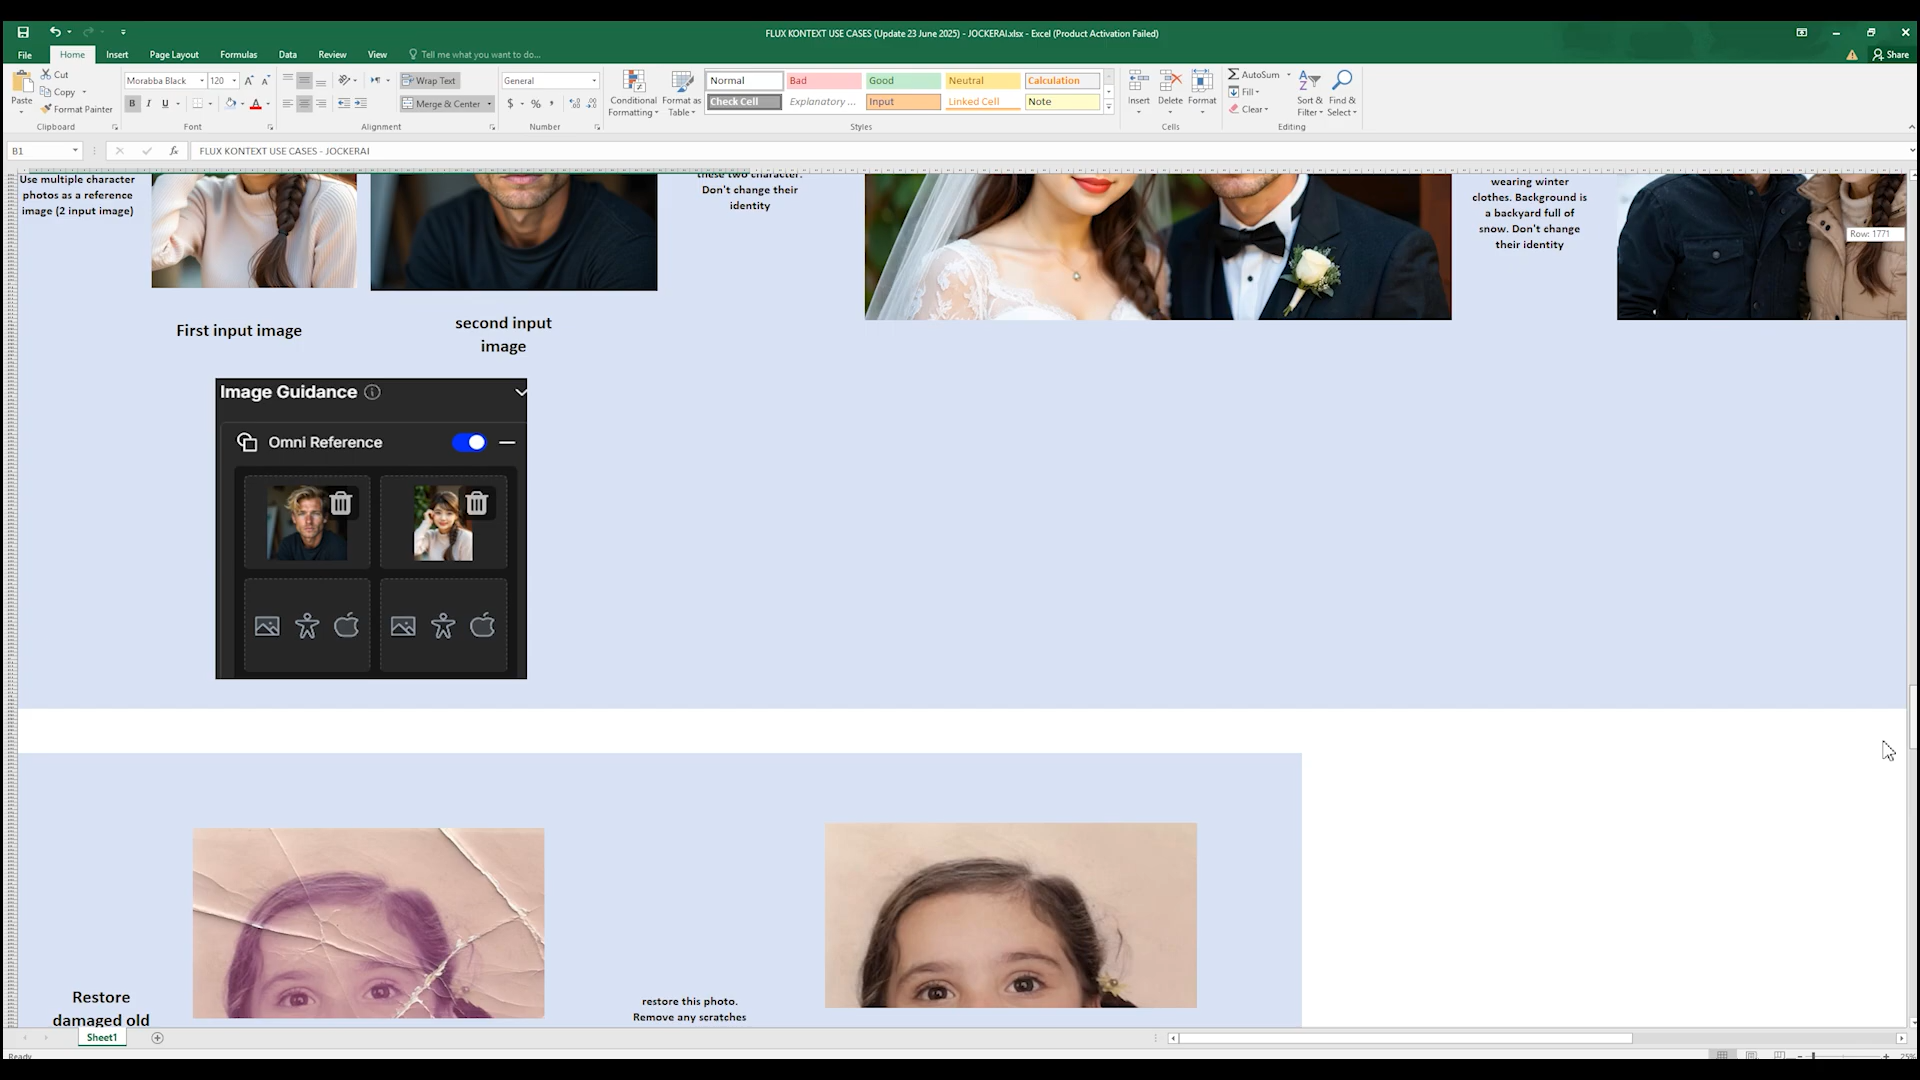 FLUX KONTEXT USE CASES (Update 23 June 2025) - JOCKERAI.xlsx - Excel (Product Activation Failed)
File Home Insert Page Layout Formulas Data Review View Tell me what you want to do... Share
Paste Cut
Copy
Format Painter
Clipboard
Morabba Black 120
B I U
Font
Wrap Text
Merge & Center
Alignment
General
$ % ,
Number
Conditional Formatting
Format as Table
Normal Bad Good Neutral Calculation
Check Cell Explanatory ... Input Linked Cell Note
Styles
Insert Delete Format
Cells
AutoSum
Fill
Clear
Sort & Filter
Find & Select
Editing
B1 fx FLUX KONTEXT USE CASES - JOCKERAI
Use multiple character
photos as a reference
image (2 input image)
these two character.
Don't change their
identity
wearing winter
clothes. Background is
a backyard full of
snow. Don't change
their identity
Row: 1771
First input image
second input
image
Image Guidance
Omni Reference
Restore
damaged old
restore this photo.
Remove any scratches
Sheet1
Ready
25%